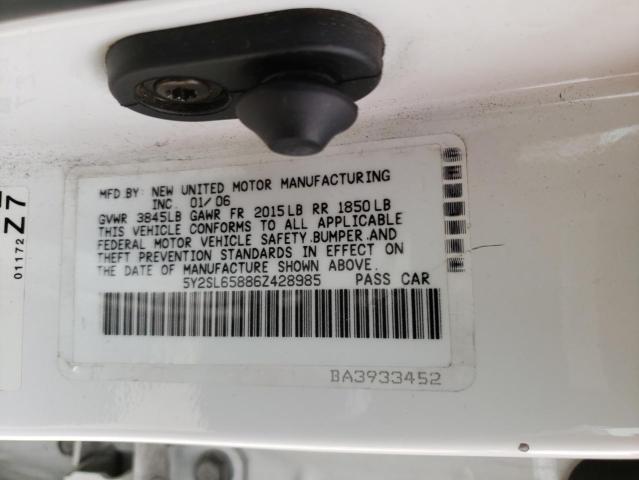 MFD.BY: NEW UNITED MOTOR MANUFACTURING
INC. 01/06
GVWR 3845LB GAWR FR 2015LB RR 1850LB
THIS VEHICLE CONFORMS TO ALL APPLICABLE
FEDERAL MOTOR VEHICLE SAFETY,BUMPER,AND
THEFT PREVENTION STANDARDS IN EFFECT ON
THE DATE OF MANUFACTURE SHOWN ABOVE.
5Y2SL65886Z428985 PASS CAR
BA3933452
Z7
01172